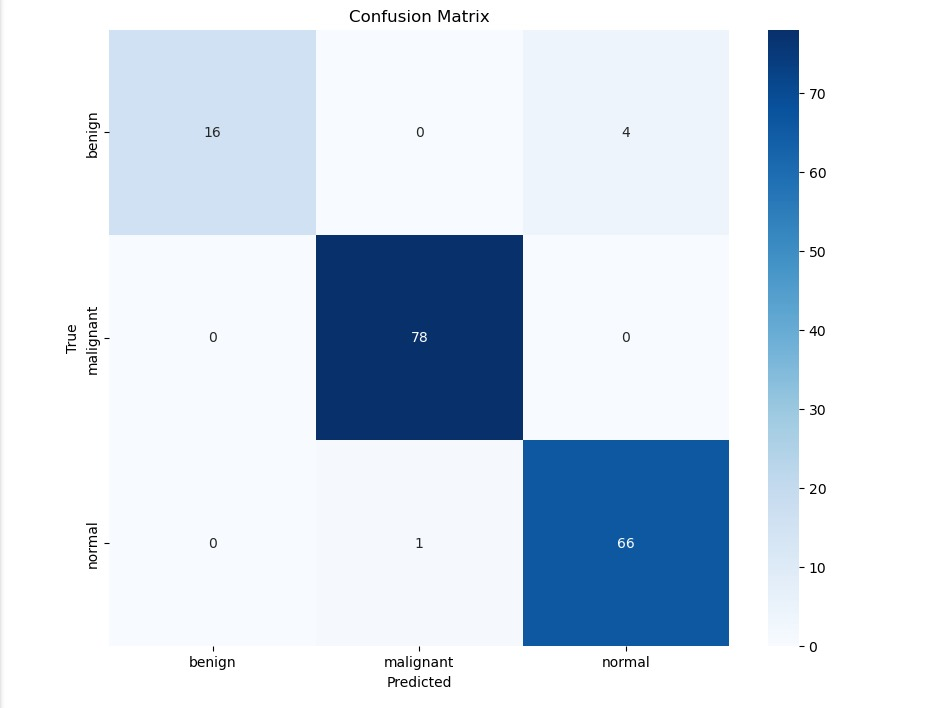 Confusion Matrix
benign
16 0 4
True
malignant
0 78 0
normal
0 1 66
benign malignant normal
Predicted
70
60
50
40
30
20
10
0